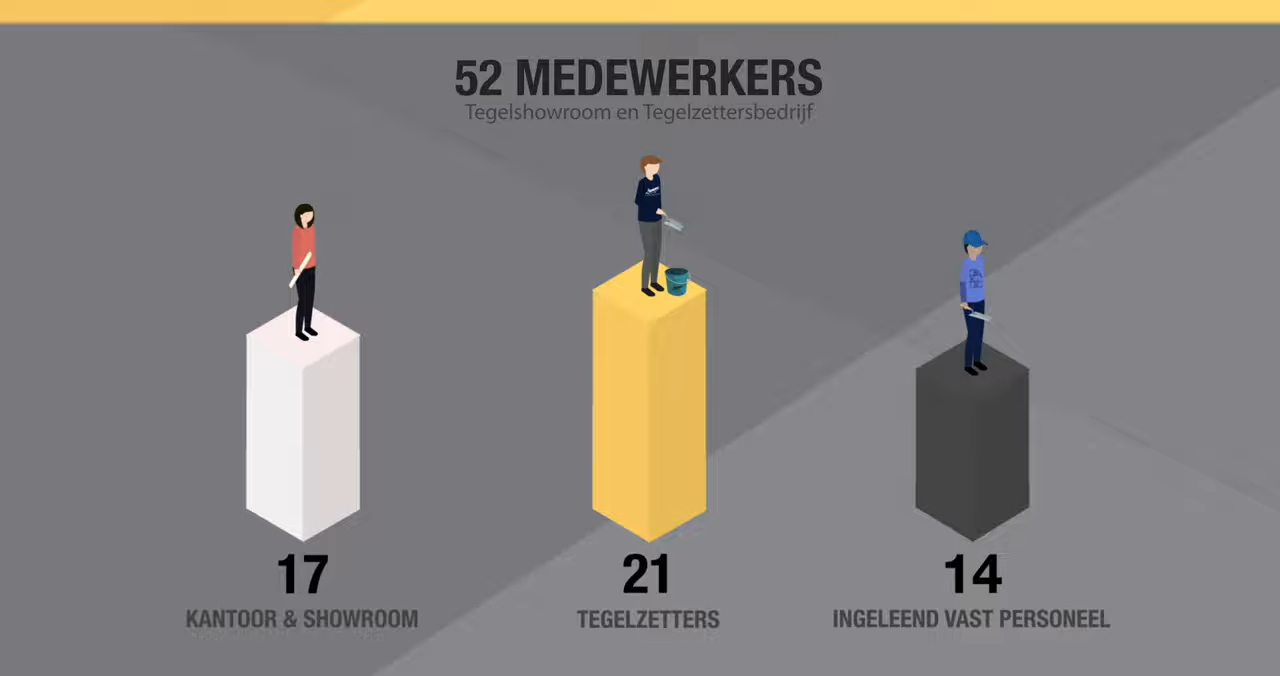 52 MEDEWERKERS
Tegelshowroom en Tegelzettersbedrijf
17
KANTOOR & SHOWROOM
21
TEGELZETTERS
14
INGELEEND VAST PERSONEEL